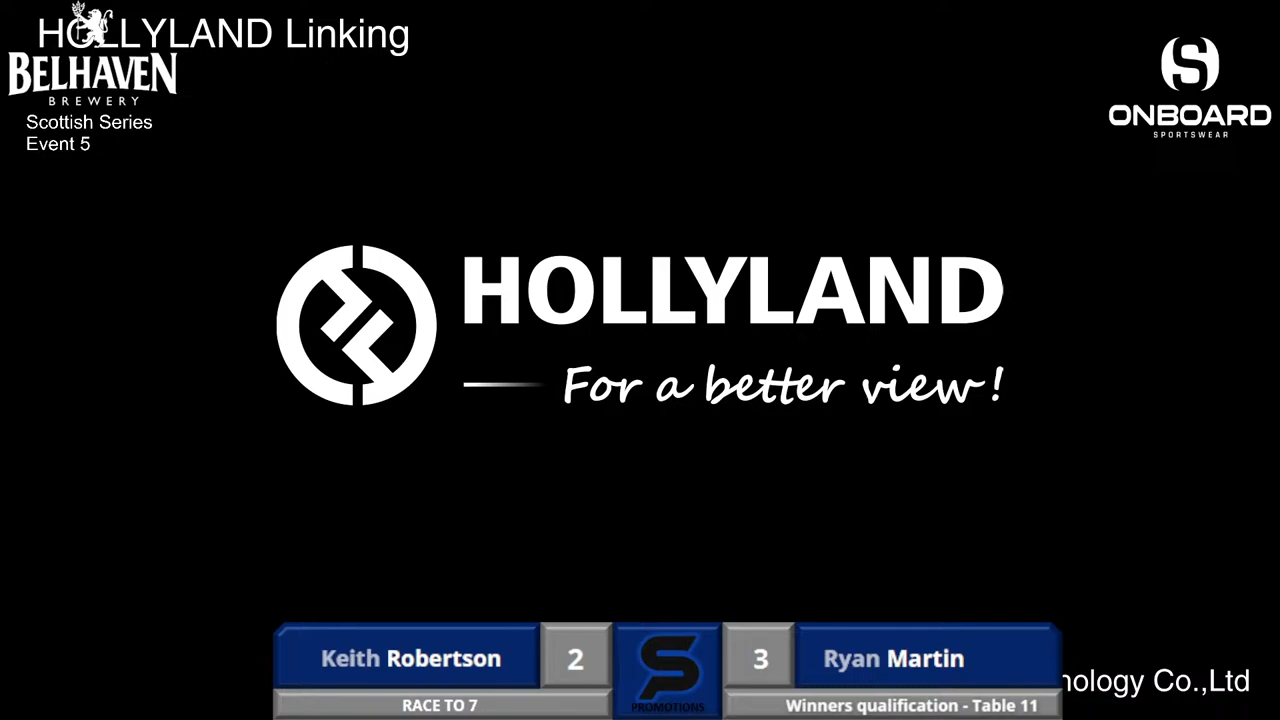 HOLLYLAND Linking
BELHAVEN
BREWERY
Scottish Series
Event 5
ONBOARD
SPORTSWEAR
HOLLYLAND
For a better view!
Keith Robertson 2 3 Ryan Martin
PROMOTIONS
RACE TO 7
Winners qualification - Table 11
Co.,Ltd